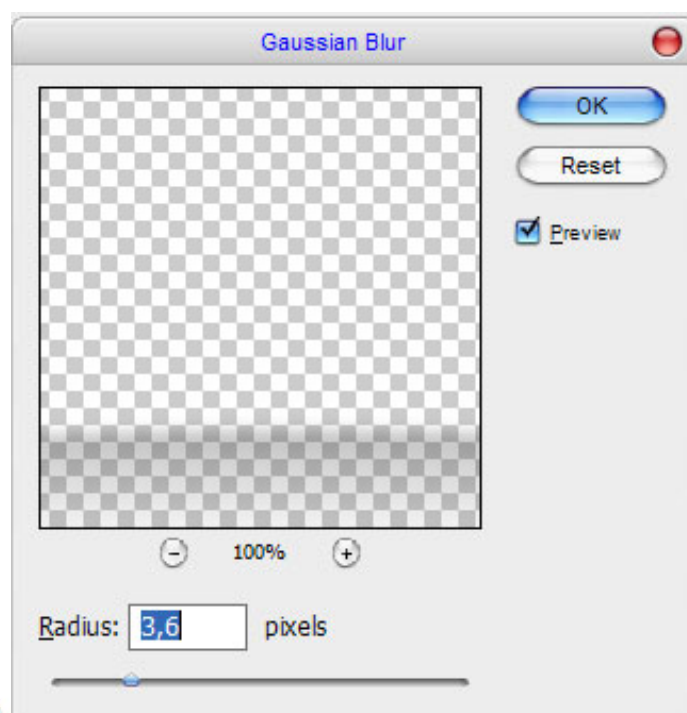 Gaussian Blur
OK
Reset
Preview
100%
Radius: 3,6 pixels